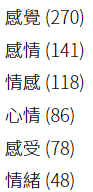 感覺 (270)
感情 (141)
情感 (118)
心情 (86)
感受 (78)
情緒 (48)